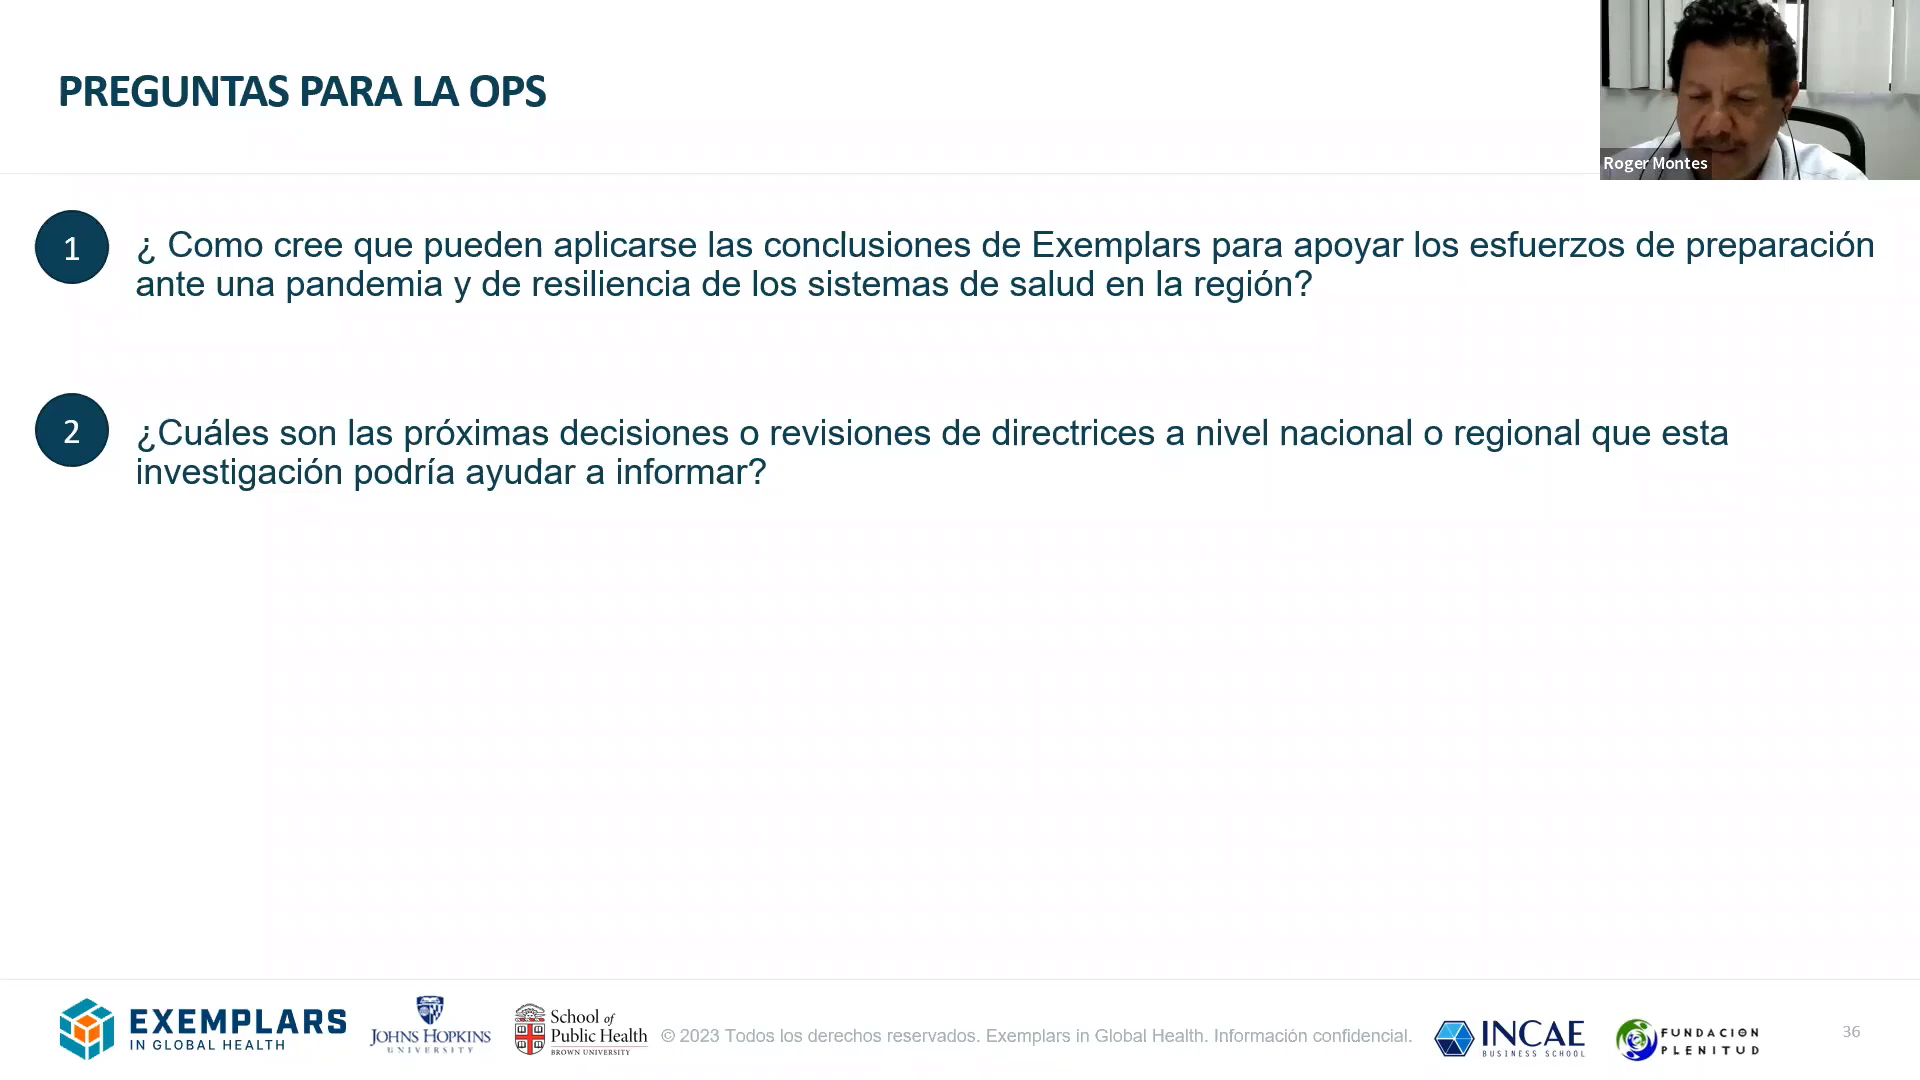 PREGUNTAS PARA LA OPS
Roger Montes
1
¿ Como cree que pueden aplicarse las conclusiones de Exemplars para apoyar los esfuerzos de preparación
ante una pandemia y de resiliencia de los sistemas de salud en la región?
2
¿Cuáles son las próximas decisiones o revisiones de directrices a nivel nacional o regional que esta
investigación podría ayudar a informar?
EXEMPLARS
IN GLOBAL HEALTH
JOHNS HOPKINS
UNIVERSITY
School of
Public Health
BROWN UNIVERSITY
© 2023 Todos los derechos reservados. Exemplars in Global Health. Información confidencial.
INCAE
BUSINESS SCHOOL
FUNDACION
PLENITUD
36